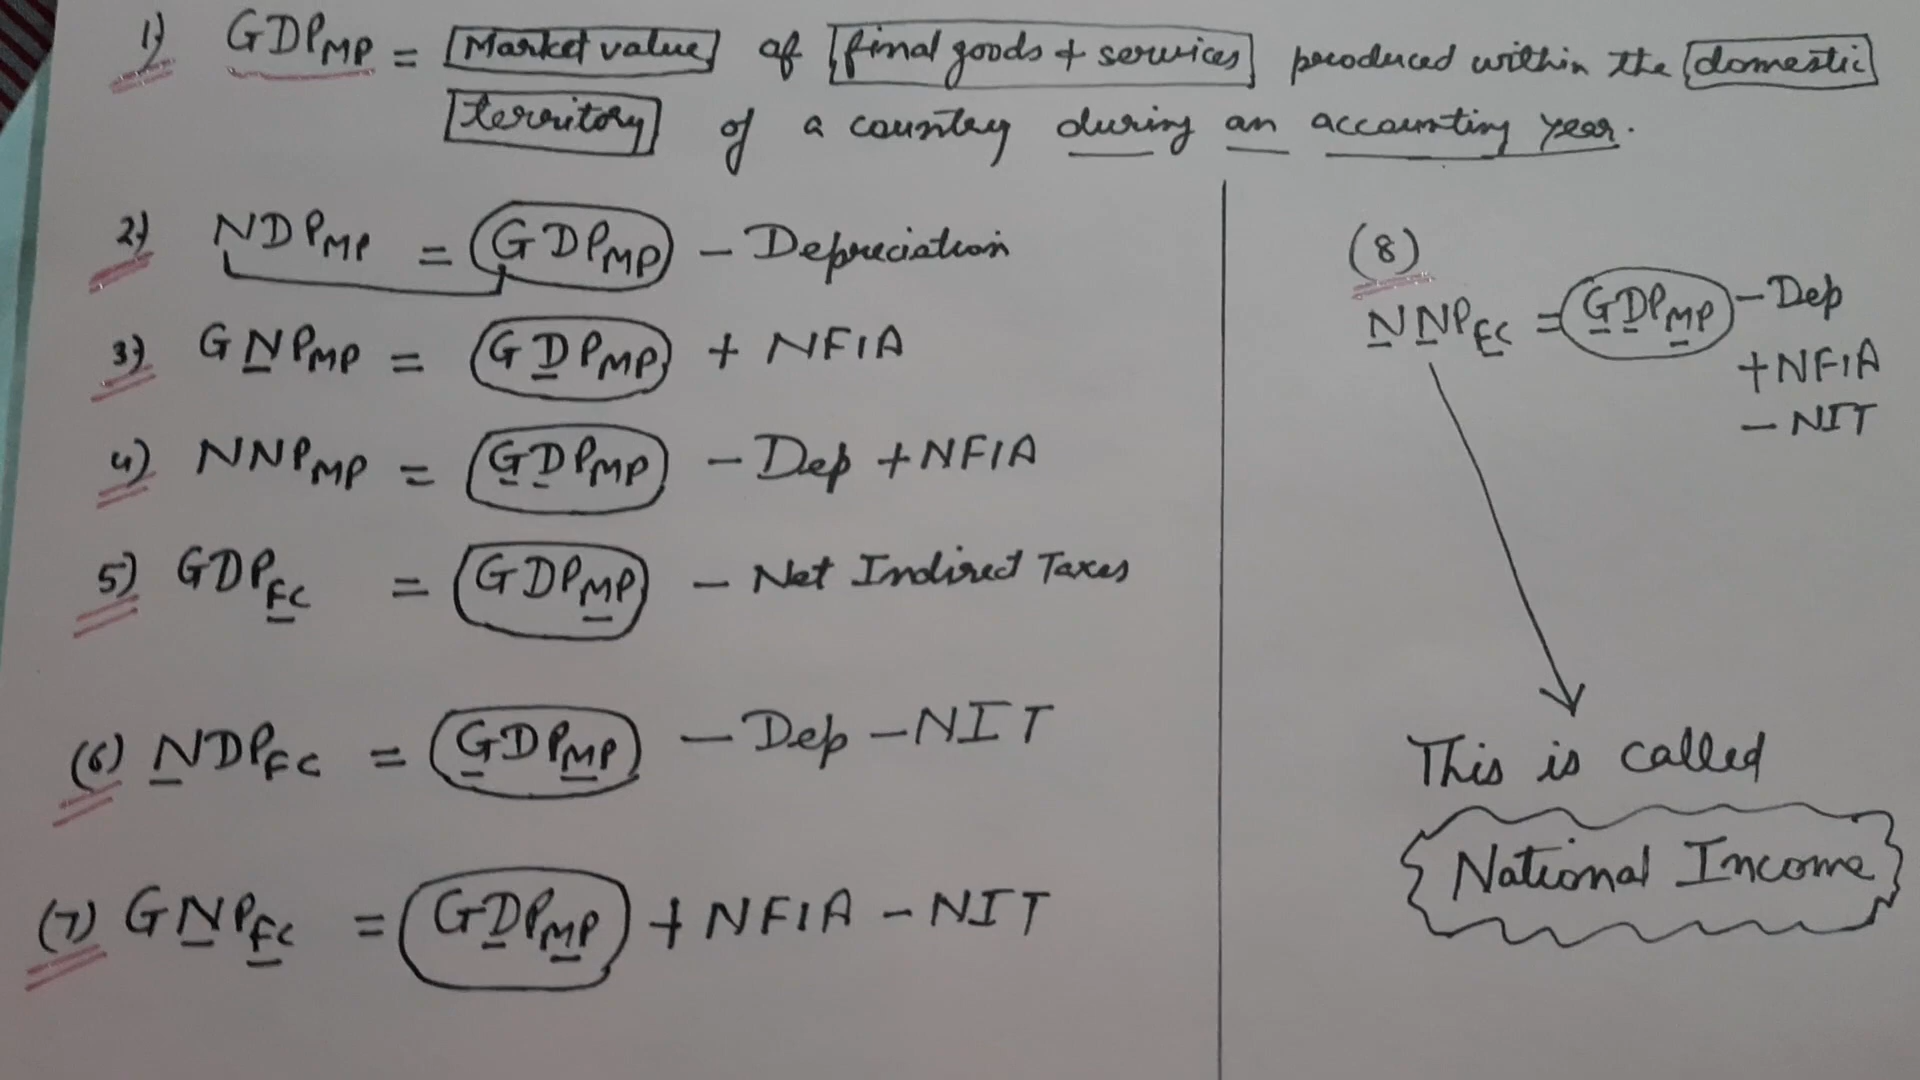 1) GDPMP = Market value of final goods + services produced within the domestic
territory of a country during an accounting year.
2) NDPMP = GDPMP - Depreciation
3) GNPMP = GDPMP + NFIA
4) NNPMP = GDPMP - Dep + NFIA
5) GDPFC = GDPMP - Net Indirect Taxes
(6) NDPFC = GDPMP - Dep - NIT
(7) GNPFC = GDPMP + NFIA - NIT
(8)
NNPFC = GDPMP - Dep
+ NFIA
- NIT
This is called
National Income